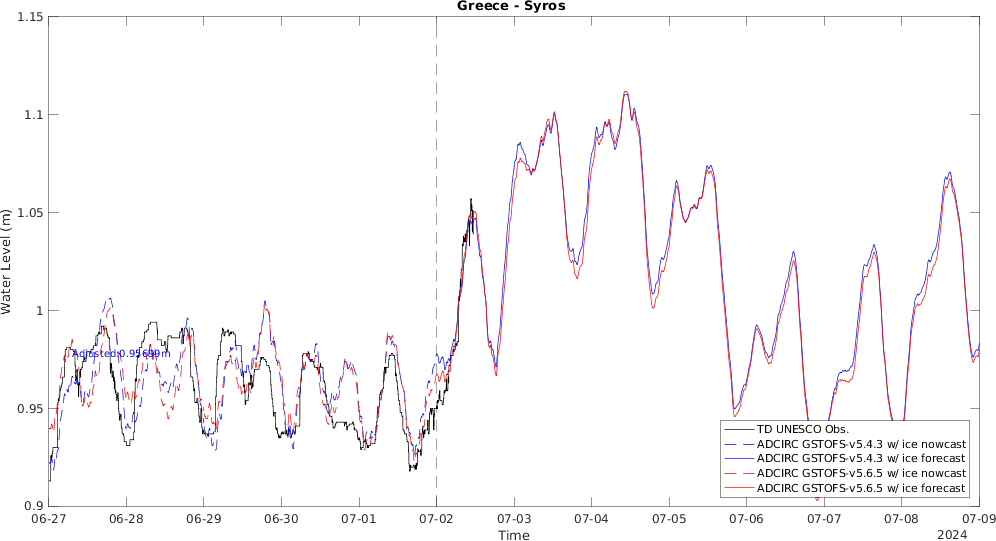 Greece - Syros
1.15
1.1
1.05
1
0.95
0.9
Water Level (m)
Adjusted:0.95699m
TD UNESCO Obs.
ADCIRC GSTOFS-v5.4.3 w/ ice nowcast
ADCIRC GSTOFS-v5.4.3 w/ ice forecast
ADCIRC GSTOFS-v5.6.5 w/ ice nowcast
ADCIRC GSTOFS-v5.6.5 w/ ice forecast
06-27 06-28 06-29 06-30 07-01 07-02 07-03 07-04 07-05 07-06 07-07 07-08 07-09
Time
2024